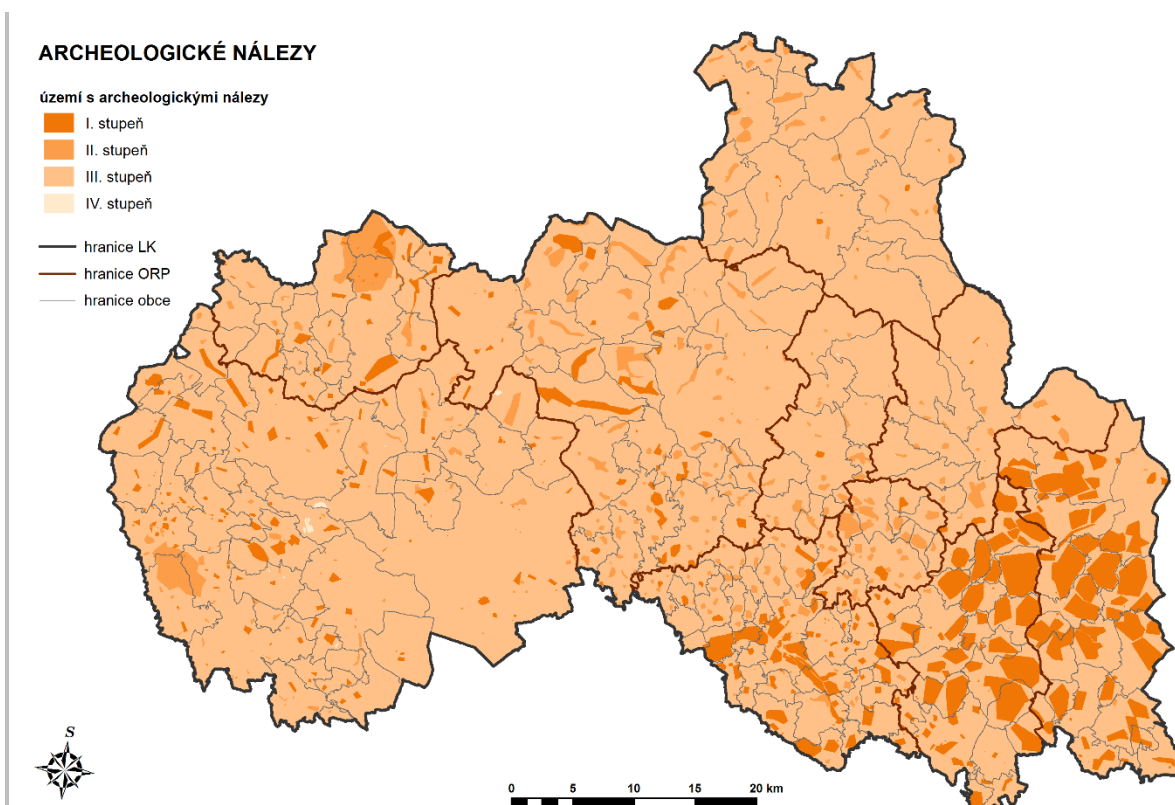 ARCHEOLOGICKÉ NÁLEZY
území s archeologickými nálezy
I. stupeň
II. stupeň
III. stupeň
IV. stupeň
hranice LK
hranice ORP
hranice obce
S
0 5 10 15 20 km